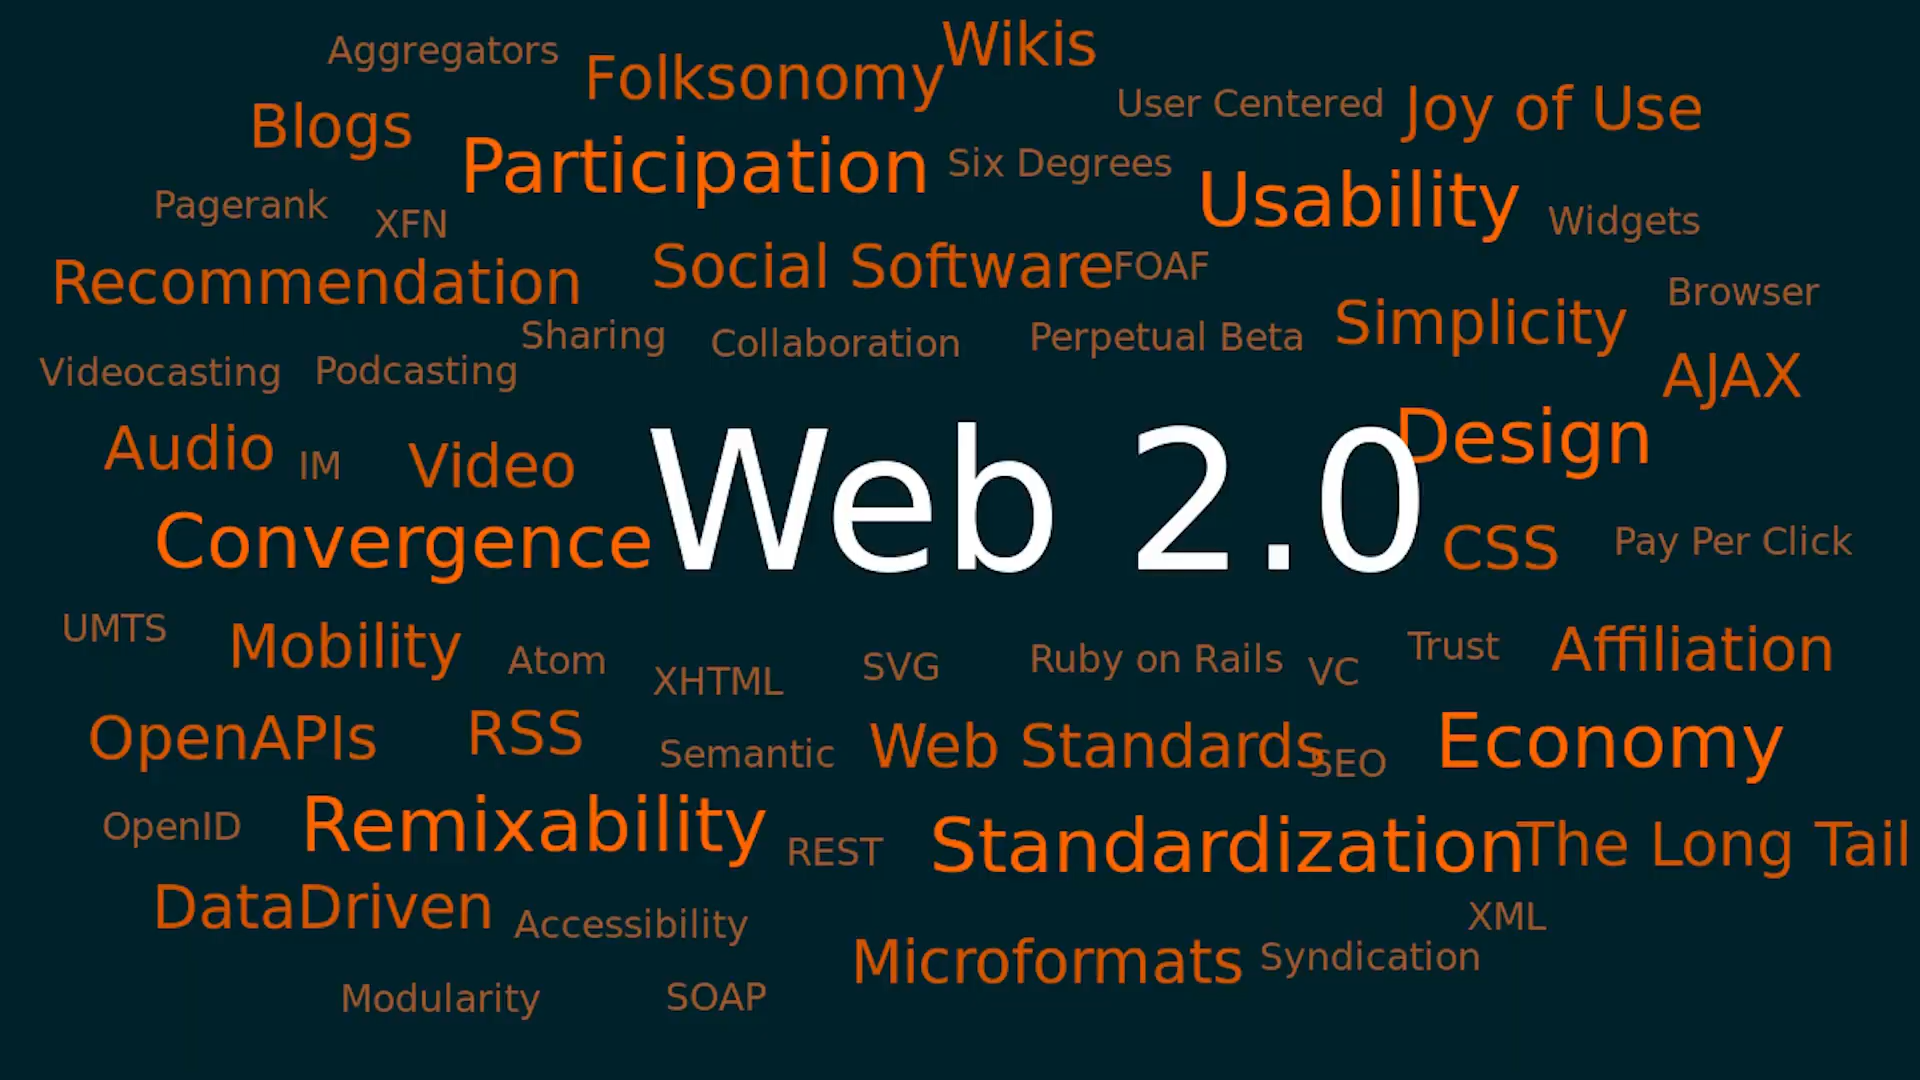 Wikis
Aggregators
Folksonomy
User Centered
Joy of Use
Blogs
Participation
Six Degrees
Usability
Pagerank
XFN
Widgets
Recommendation
Social Software
FOAF
Browser
Sharing
Collaboration
Perpetual Beta
Simplicity
Videocasting
Podcasting
AJAX
Audio
IM
Video
Web 2.0
Design
Convergence
CSS
Pay Per Click
UMTS
Mobility
Atom
XHTML
SVG
Ruby on Rails
VC
Trust
Affiliation
OpenAPIs
RSS
Semantic
Web Standards
SEO
Economy
OpenID
Remixability
REST
Standardization
The Long Tail
DataDriven
Accessibility
XML
Microformats
Syndication
Modularity
SOAP